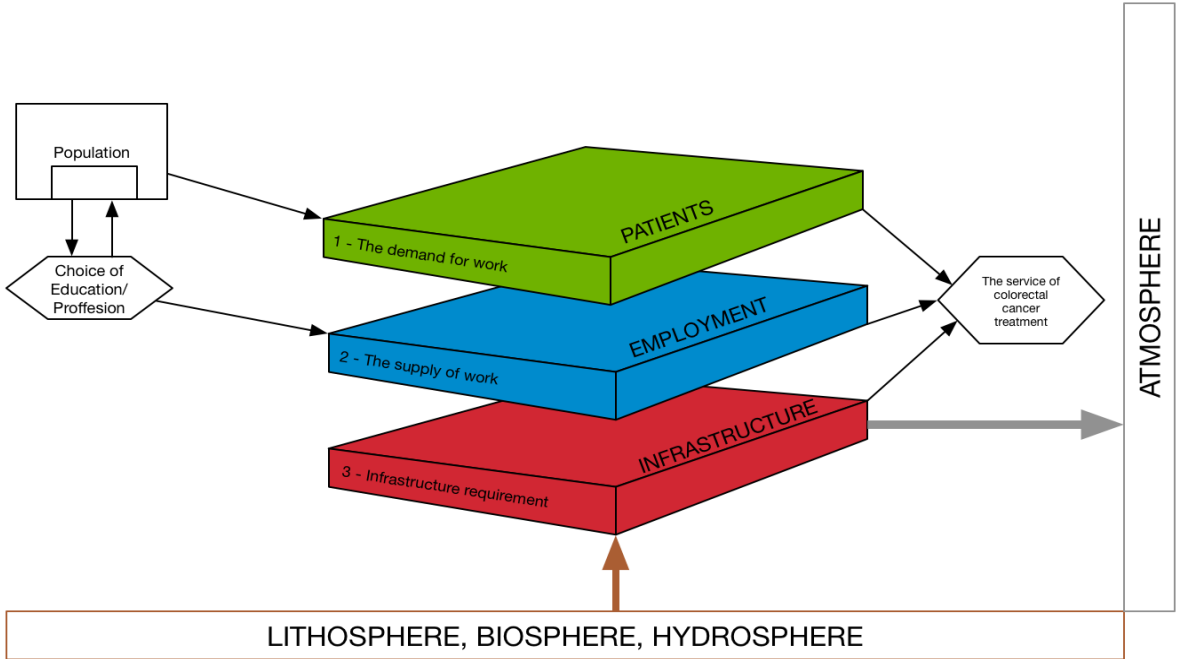 Population
Choice of
Education/
Proffesion
PATIENTS
1 - The demand for work
EMPLOYMENT
2 - The supply of work
INFRASTRUCTURE
3 - Infrastructure requirement
The service of
colorectal
cancer
treatment
ATMOSPHERE
LITHOSPHERE, BIOSPHERE, HYDROSPHERE